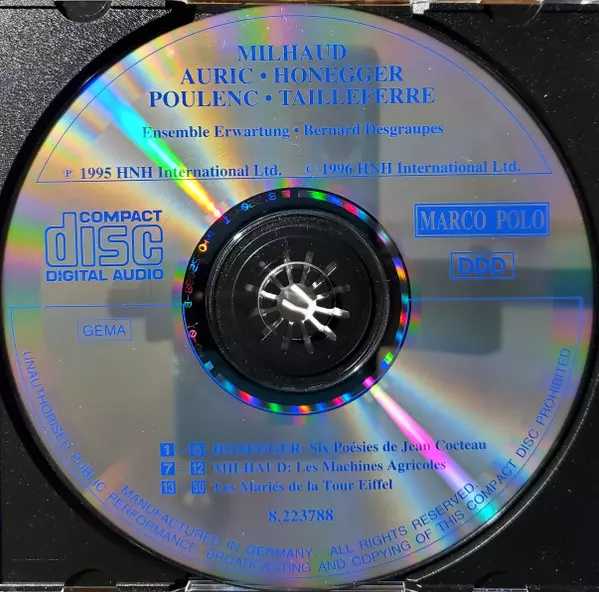 MILHAUD
AURIC • HONEGGER
POULENC • TAILLEFERRE
Ensemble Erwartung • Bernard Desgraupes
P 1995 HNH International Ltd. © 1996 HNH International Ltd.
COMPACT
disc
DIGITAL AUDIO
MARCO POLO
DDD
GEMA
1 - 6 HONEGGER: Six Poésies de Jean Cocteau
7 - 12 MILHAUD: Les Machines Agricoles
13 - 30 Les Mariés de la Tour Eiffel
8.223788
MANUFACTURED IN GERMANY. ALL RIGHTS RESERVED.
UNAUTHORISED PUBLIC PERFORMANCE, BROADCASTING AND COPYING OF THIS COMPACT DISC PROHIBITED